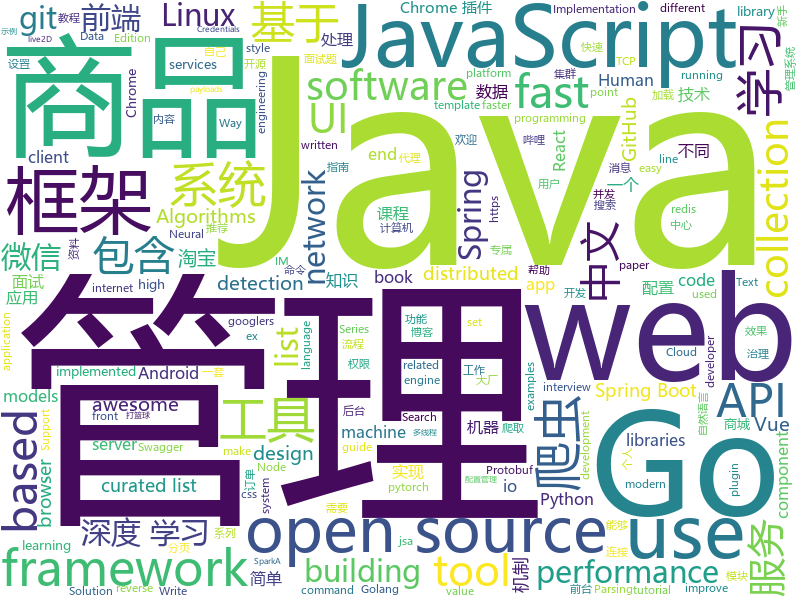 git
前端
Linux
基于
Chrome 插件
Implementation
different
library
新手
示例
live2D
Data
Edition
Credentials
style
自己
面试题
处理
platform
集群
running
管理系统
TCP
快速
JavaScript
学习
设置
services
Chrome
开源
数据
Human
加载
技术
商品
software
fast
template
faster
point
payloads
engineering
programming
UI
内容
Way
written
欢迎
哔哩
GitHub
不同
client
Java
end
代理
React
消息
easy
line
collection
框架
系统
network
指南
用户
Algorithms
课程
Spring
https
并发
搜索
一个
redis
中心
Neural
推荐
计算机
专属
中文
微信
包含
淘宝
资料
IM
知识
distributed
帮助
paper
面试
命令
detection
book
app
开发
配置
code
used
Text
应用
internet
high
管理
web
application
googlers
list
功能
博客
Series
set
流程
效果
治理
implemented
Android
ex
language
权限
related
engine
工作
大厂
examples
Cloud
developer
models
一套
awesome
front
打篮球
后台
Search
多线程
interview
Spring Boot
API
自然语言
商城
based
Support
工具
guide
machine
机器
爬取
爬虫
Go
libraries
Vue
server
Swagger
make
design
Node
后台
Protobuf
development
个人
modern
browser
curated list
css
订单
system
实现
pytorch
需要
配置管理
io
Python
plugin
component
深度 学习
系列
分页
open source
use
能够
连接
服务
framework
learning
简单
building
tool
机制
performance
前台
模块
Solution
reverse
Write
SparkA
command
Golang
value
jsa
Parsing
tutorial
improve